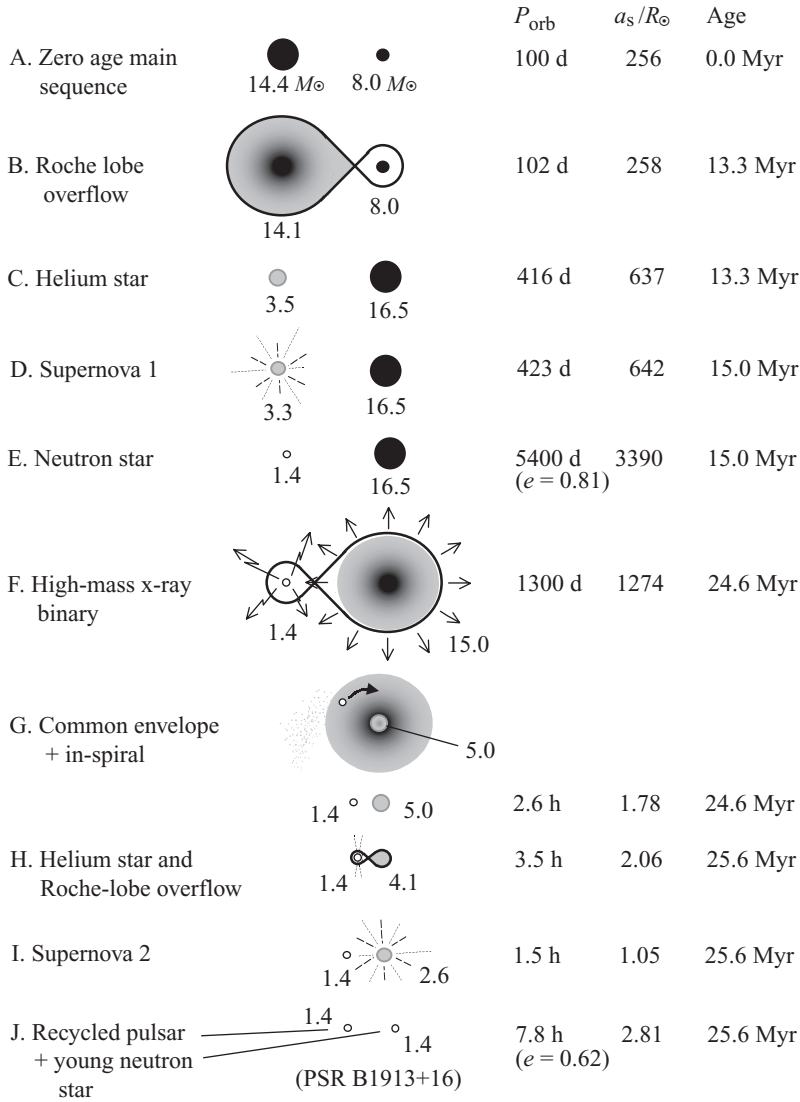 P_orb a_s/R☉ Age
A. Zero age main sequence 14.4 M☉ 8.0 M☉ 100 d 256 0.0 Myr
B. Roche lobe overflow 14.1 8.0 102 d 258 13.3 Myr
C. Helium star 3.5 16.5 416 d 637 13.3 Myr
D. Supernova 1 3.3 16.5 423 d 642 15.0 Myr
E. Neutron star 1.4 16.5 5400 d (e = 0.81) 3390 15.0 Myr
F. High-mass x-ray binary 1.4 15.0 1300 d 1274 24.6 Myr
G. Common envelope + in-spiral 5.0
1.4 5.0 2.6 h 1.78 24.6 Myr
H. Helium star and Roche-lobe overflow 1.4 4.1 3.5 h 2.06 25.6 Myr
I. Supernova 2 1.4 2.6 1.5 h 1.05 25.6 Myr
J. Recycled pulsar + young neutron star 1.4 1.4 7.8 h (e = 0.62) 2.81 25.6 Myr
(PSR B1913+16)